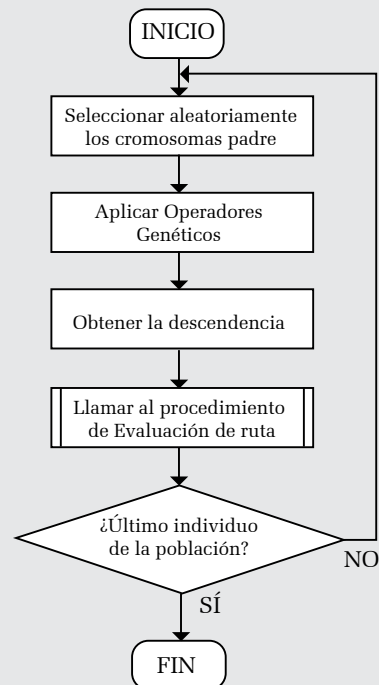 INICIO
Seleccionar aleatoriamente
los cromosomas padre
Aplicar Operadores
Genéticos
Obtener la descendencia
Llamar al procedimiento
de Evaluación de ruta
¿Último individuo
de la población?
NO
SÍ
FIN